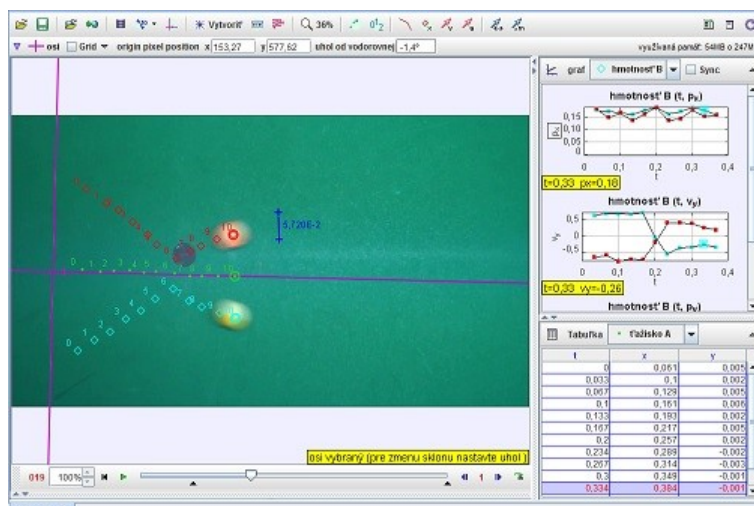 Vytvoriť 36%
osi Grid origin pixel position x 153,27 y 577,62 uhol od vodorovnej -1,4° využívaná pamäť: 54MB o 247M
graf hmotnosť B Sync
hmotnosť B (t, px)
0,15
0,10
0,05
0
px
0 0,1 0,2 0,3 0,4
t
t=0,33 px=0,18
hmotnosť B (t, vy)
0,5
-0,5
vy
0 0,1 0,2 0,3 0,4
t
t=0,33 vy=-0,26
hmotnosť B (t, py)
5,720E-2
Tabuľka ťažisko A
t x y
0 0,061 0,005
0,033 0,1 0,002
0,067 0,129 0,005
0,1 0,161 0,006
0,133 0,193 0,002
0,167 0,217 0,005
0,2 0,257 0,002
0,234 0,289 -0,002
0,267 0,314 -0,003
0,3 0,349 -0,001
0,334 0,384 -0,001
osi vybraný (pre zmenu sklonu nastavte uhol )
019 100% 1